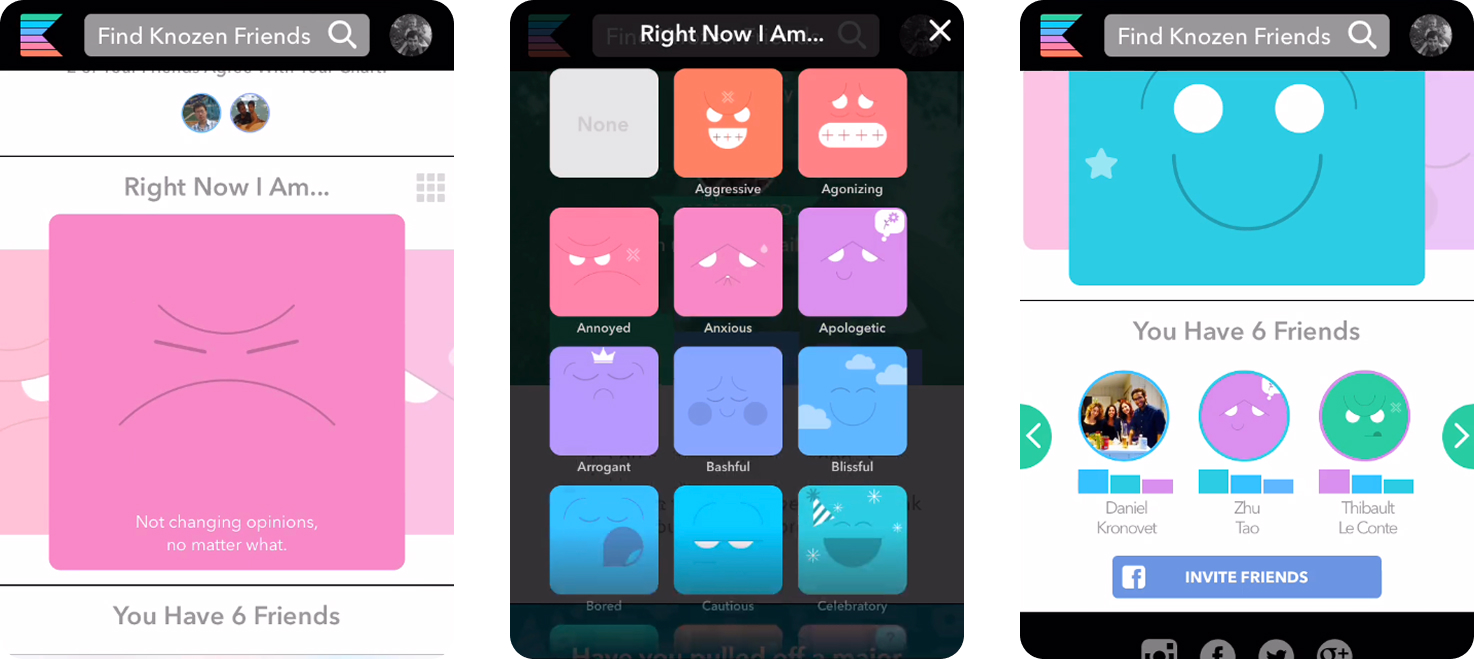 Find Knozen Friends
2 of Your Friends Agree With Your Chart!
Right Now I Am...
Not changing opinions,
no matter what.
You Have 6 Friends
Right Now I Am...
None
Aggressive
Agonizing
Annoyed
Anxious
Apologetic
Arrogant
Bashful
Blissful
Bored
Cautious
Celebratory
Have you pulled off a major
Find Knozen Friends
You Have 6 Friends
Daniel
Kronovet
Zhu
Tao
Thibault
Le Conte
INVITE FRIENDS